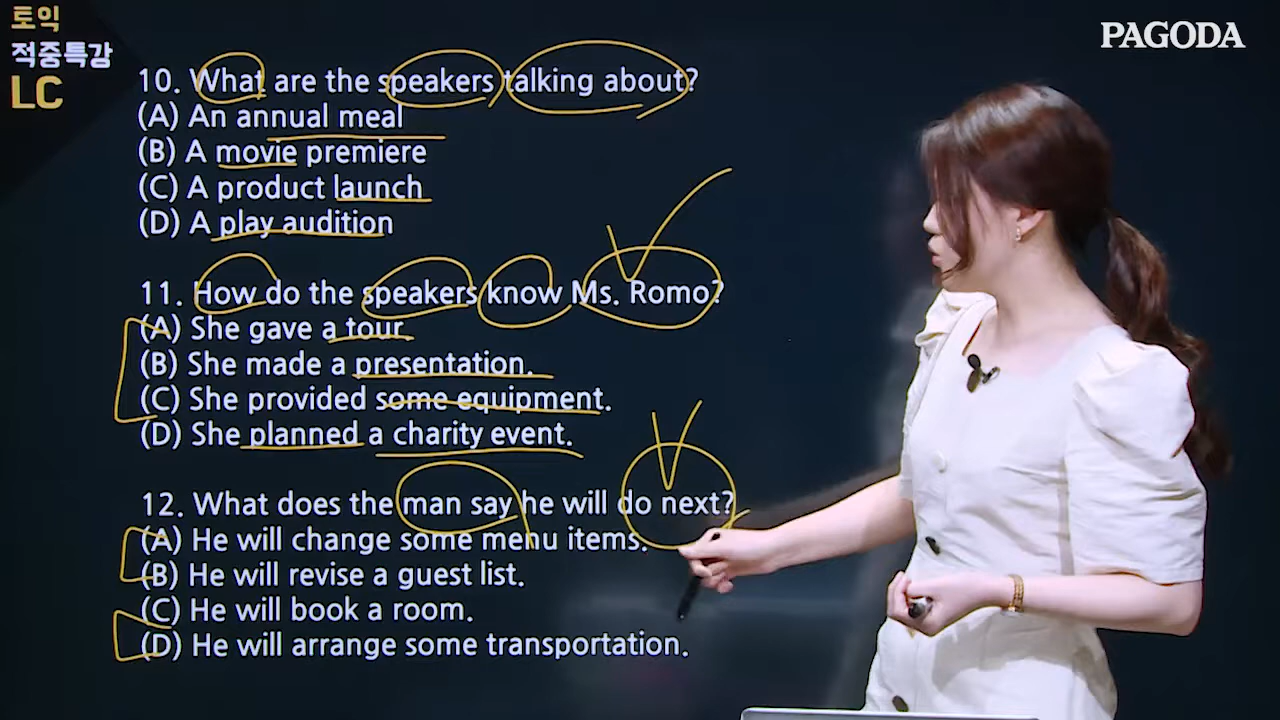 토익
적중특강
LC
PAGODA
10. What are the speakers talking about?
(A) An annual meal
(B) A movie premiere
(C) A product launch
(D) A play audition
11. How do the speakers know Ms. Romo?
(A) She gave a tour.
(B) She made a presentation.
(C) She provided some equipment.
(D) She planned a charity event.
12. What does the man say he will do next?
(A) He will change some menu items.
(B) He will revise a guest list.
(C) He will book a room.
(D) He will arrange some transportation.